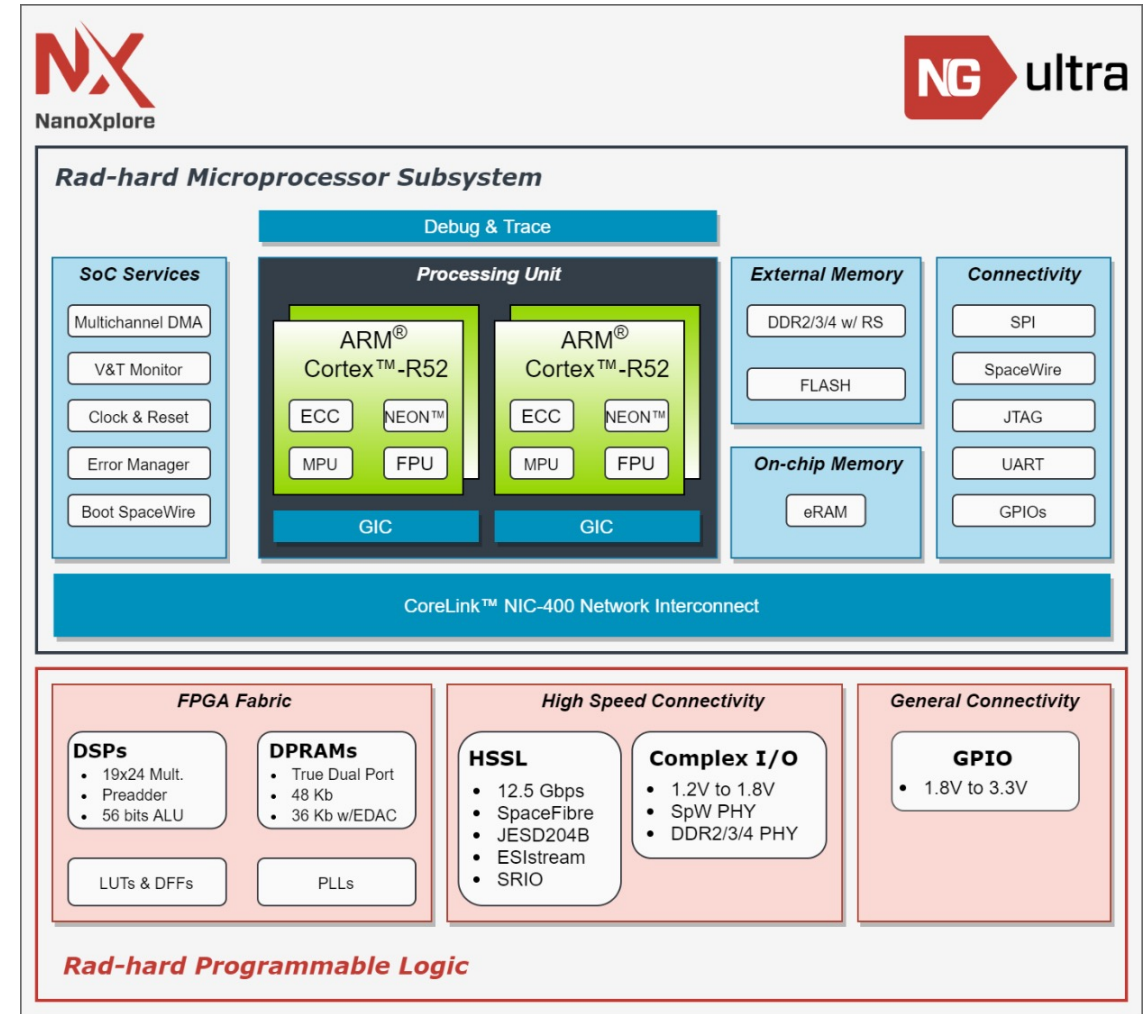 NX
NanoXplore
NG ultra
Rad-hard Microprocessor Subsystem
Debug & Trace
SoC Services
Multichannel DMA
V&T Monitor
Clock & Reset
Error Manager
Boot SpaceWire
Processing Unit
ARM®
Cortex™-R52
ECC
NEON™
MPU
FPU
GIC
ARM®
Cortex™-R52
ECC
NEON™
MPU
FPU
GIC
External Memory
DDR2/3/4 w/ RS
FLASH
On-chip Memory
eRAM
Connectivity
SPI
SpaceWire
JTAG
UART
GPIOs
CoreLink™ NIC-400 Network Interconnect
FPGA Fabric
DSPs
• 19x24 Mult.
• Preadder
• 56 bits ALU
DPRAMs
• True Dual Port
• 48 Kb
• 36 Kb w/EDAC
LUTs & DFFs
PLLs
High Speed Connectivity
HSSL
• 12.5 Gbps
• SpaceFibre
• JESD204B
• ESIstream
• SRIO
Complex I/O
• 1.2V to 1.8V
• SpW PHY
• DDR2/3/4 PHY
General Connectivity
GPIO
• 1.8V to 3.3V
Rad-hard Programmable Logic